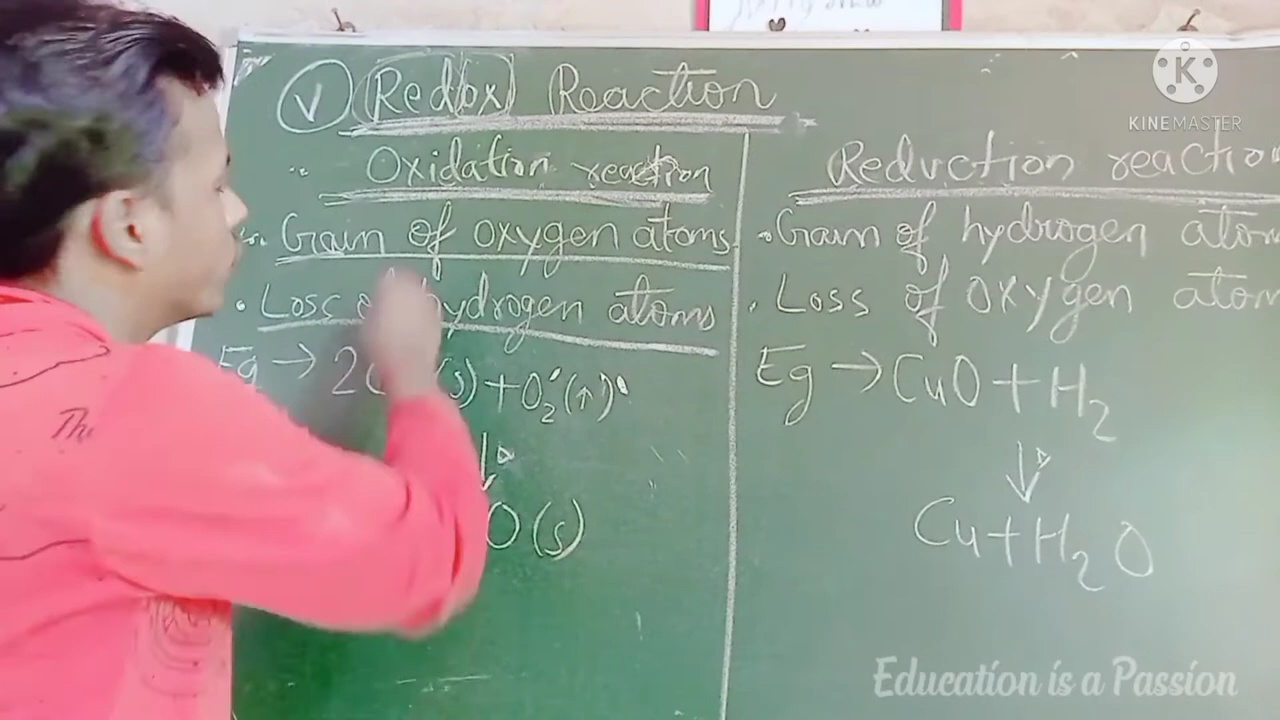 KINEMASTER
V Redox Reaction
Oxidation reaction
Gain of oxygen atoms
Loss hydrogen atoms
Eg → 2 (s) + O₂ (↑)
O (s)
Reduction reaction
Gain of hydrogen atom
Loss of oxygen atom
Eg → CuO + H₂
↓ Δ
Cu + H₂O
The
Education is a Passion